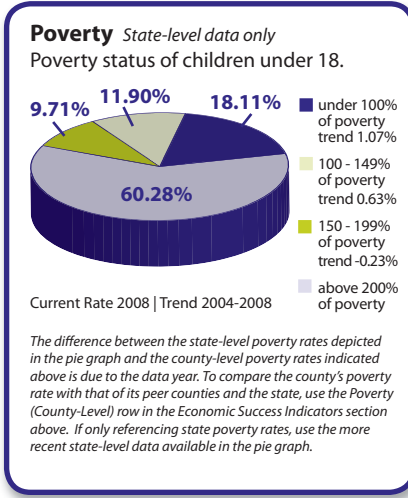 Poverty State-level data only
Poverty status of children under 18.
9.71%
11.90%
18.11%
60.28%
under 100%
of poverty
trend 1.07%
100 - 149%
of poverty
trend 0.63%
150 - 199%
of poverty
trend -0.23%
above 200%
of poverty
Current Rate 2008 | Trend 2004-2008
The difference between the state-level poverty rates depicted
in the pie graph and the county-level poverty rates indicated
above is due to the data year. To compare the county's poverty
rate with that of its peer counties and the state, use the Poverty
(County-Level) row in the Economic Success Indicators section
above. If only referencing state poverty rates, use the more
recent state-level data available in the pie graph.